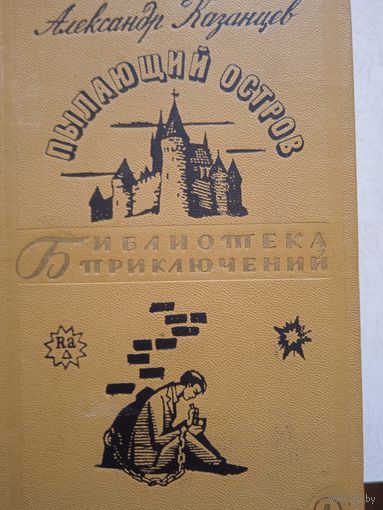 Александр Казанцев
ПЫЛАЮЩИЙ ОСТРОВ
БИБЛИОТЕКА
ПРИКЛЮЧЕНИЙ
Ra